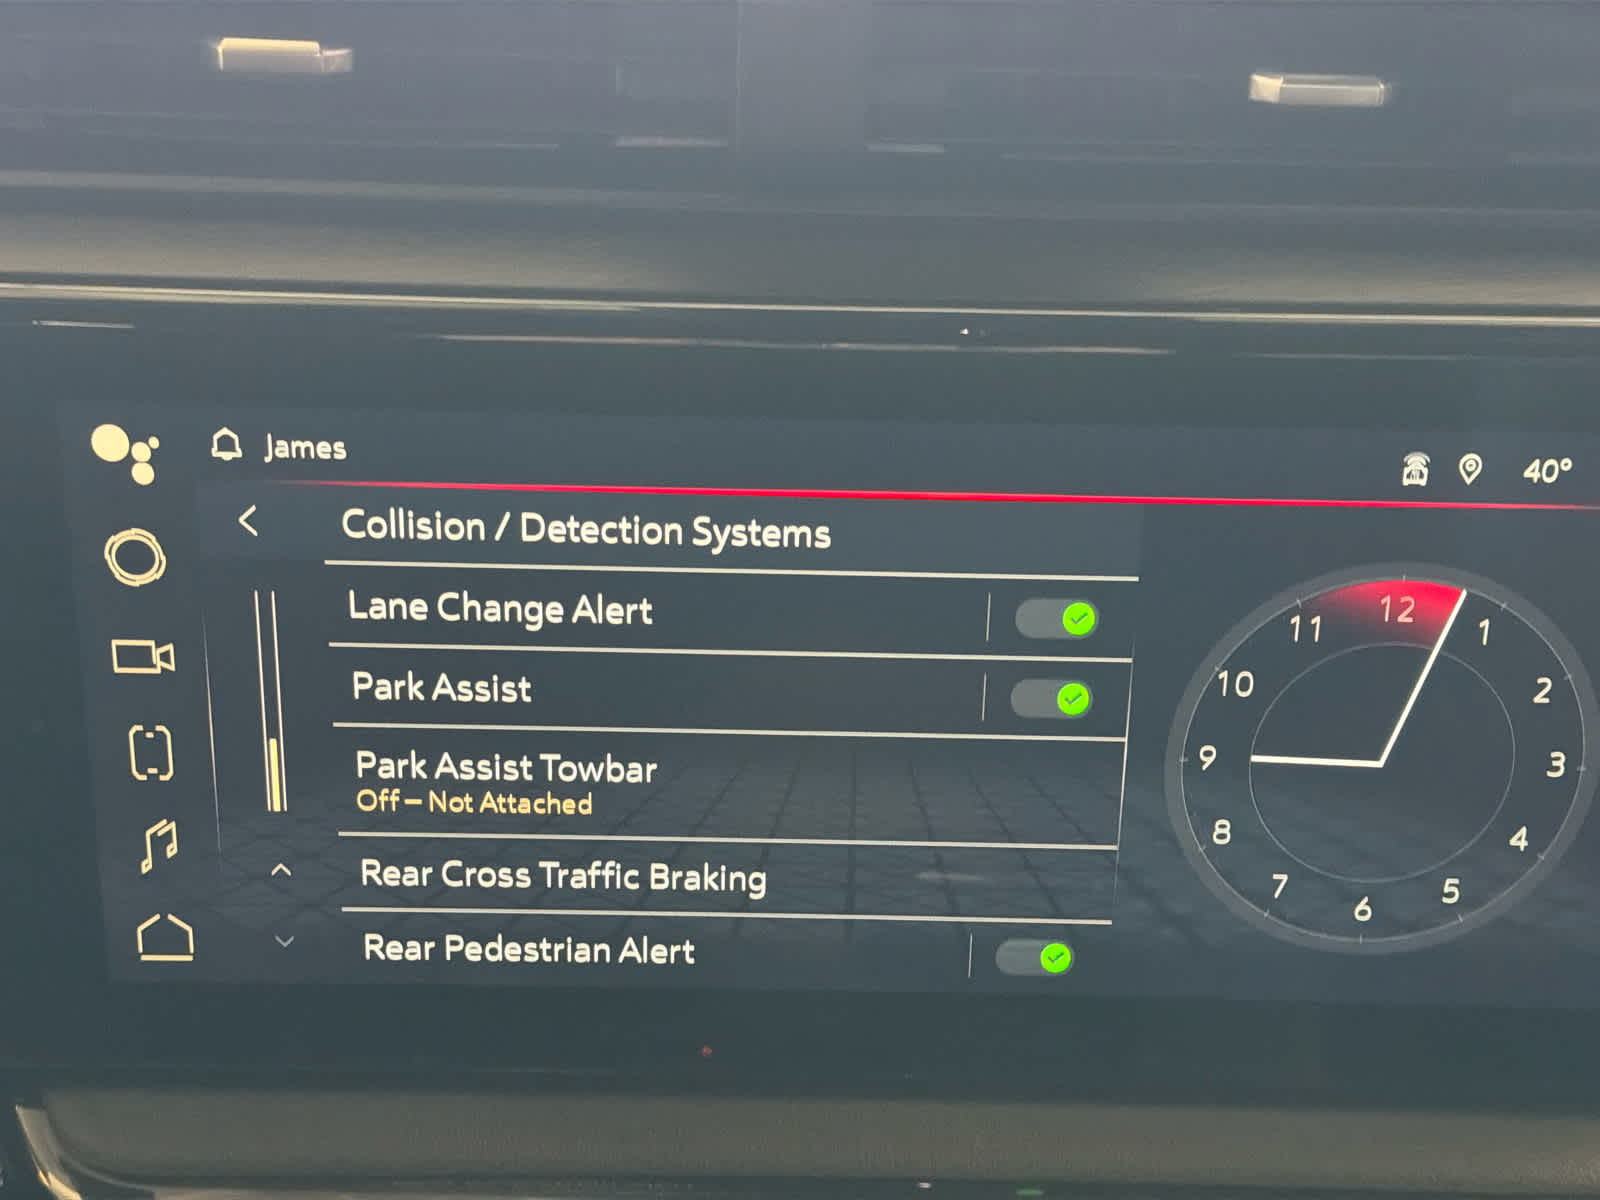 James
40°
Collision / Detection Systems
Lane Change Alert
Park Assist
Park Assist Towbar
Off – Not Attached
Rear Cross Traffic Braking
Rear Pedestrian Alert
12
1
2
3
4
5
6
7
8
9
10
11